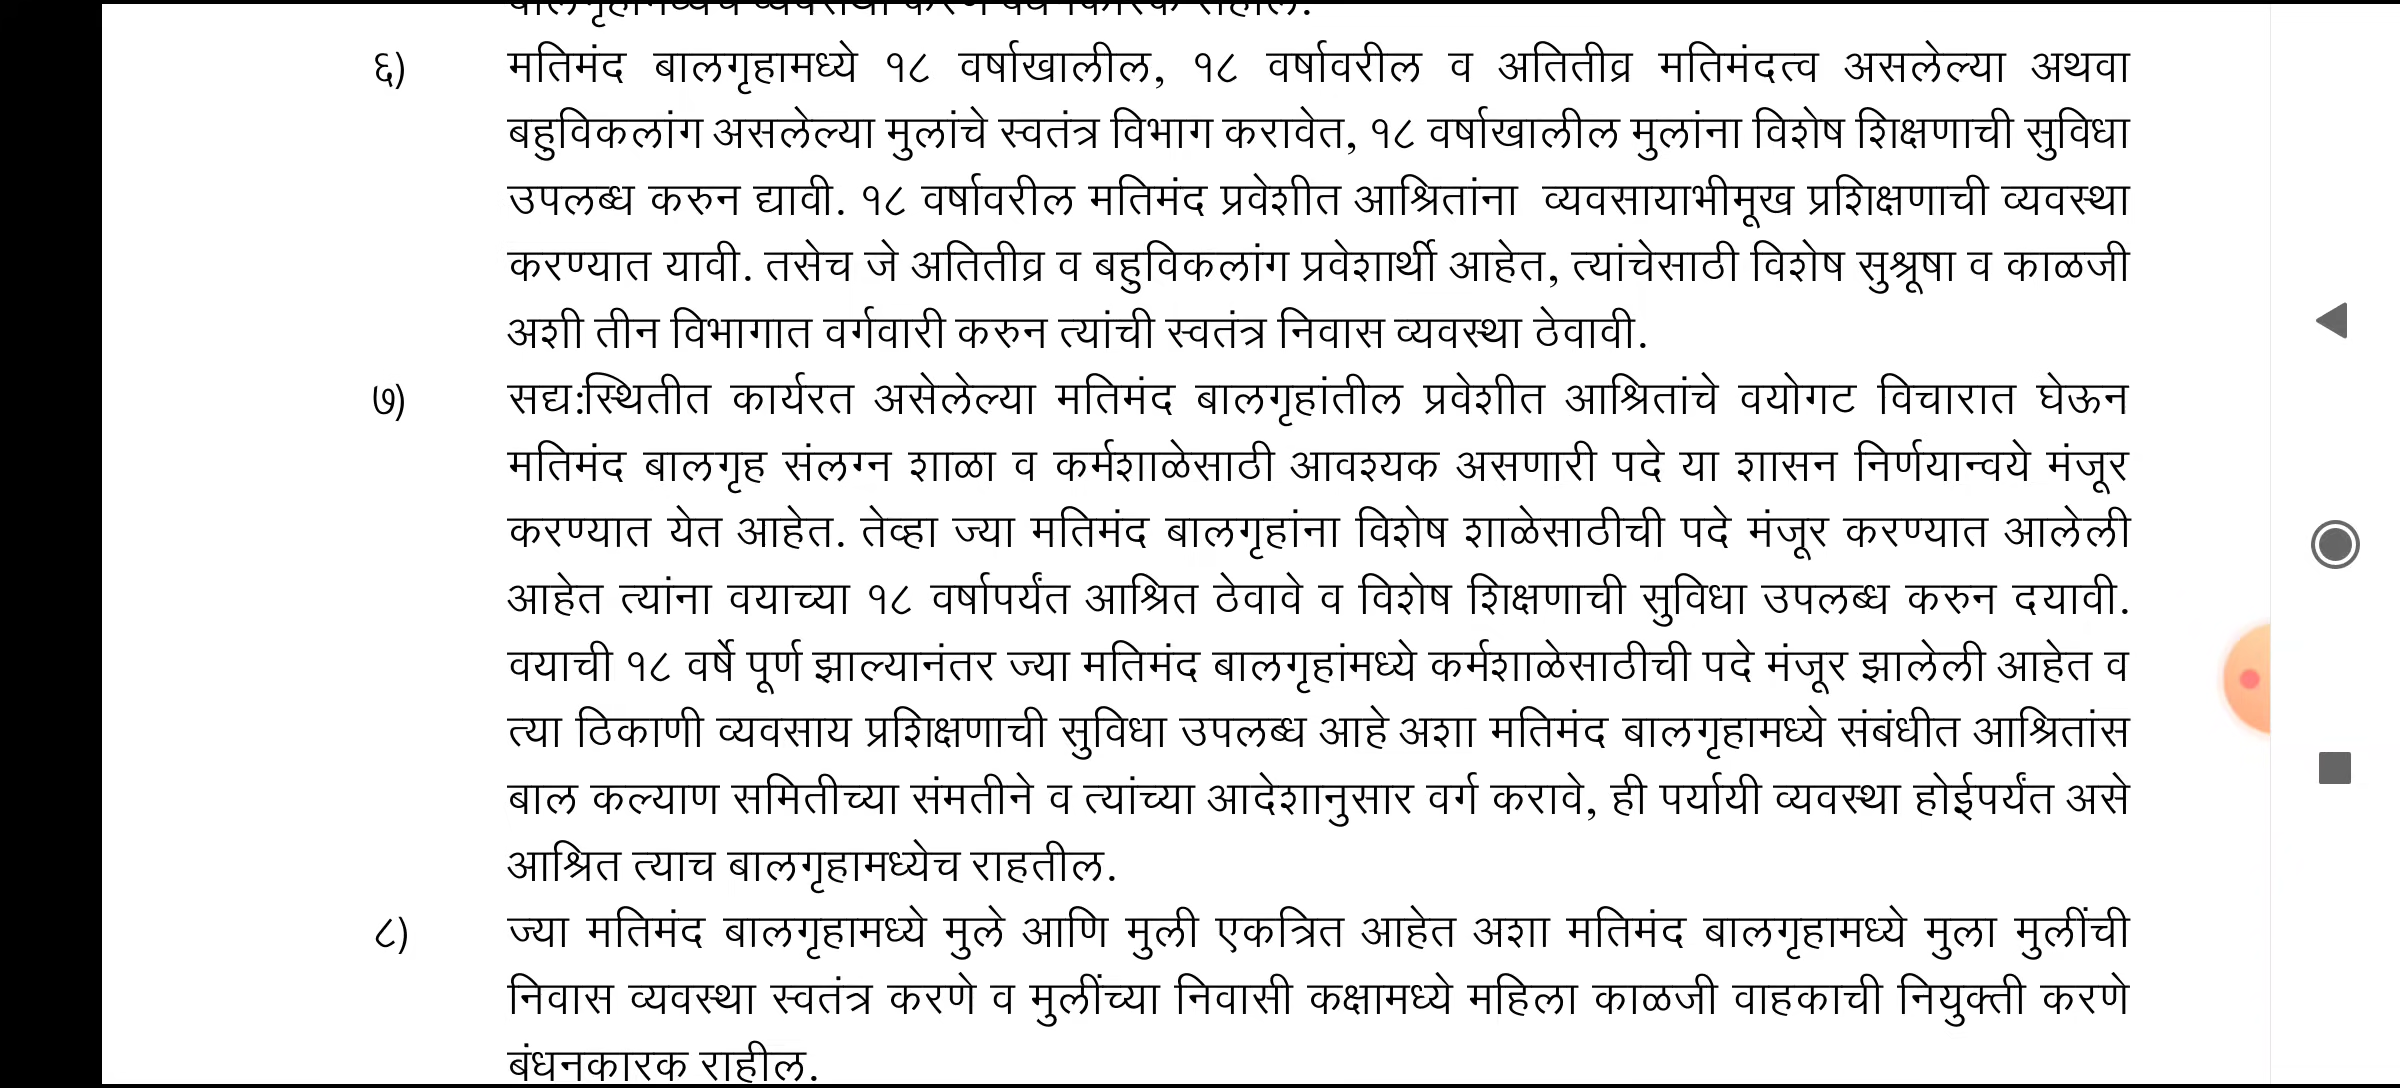 ६) मतिमंद बालगृहामध्ये १८ वर्षाखालील, १८ वर्षावरील व अतितीव्र मतिमंदत्व असलेल्या अथवा
बहुविकलांग असलेल्या मुलांचे स्वतंत्र विभाग करावेत, १८ वर्षाखालील मुलांना विशेष शिक्षणाची सुविधा
उपलब्ध करुन द्यावी. १८ वर्षावरील मतिमंद प्रवेशीत आश्रितांना व्यवसायाभीमूख प्रशिक्षणाची व्यवस्था
करण्यात यावी. तसेच जे अतितीव्र व बहुविकलांग प्रवेशार्थी आहेत, त्यांचेसाठी विशेष सुश्रूषा व काळजी
अशी तीन विभागात वर्गवारी करुन त्यांची स्वतंत्र निवास व्यवस्था ठेवावी.
७) सद्य:स्थितीत कार्यरत असेलेल्या मतिमंद बालगृहांतील प्रवेशीत आश्रितांचे वयोगट विचारात घेऊन
मतिमंद बालगृह संलग्न शाळा व कर्मशाळेसाठी आवश्यक असणारी पदे या शासन निर्णयान्वये मंजूर
करण्यात येत आहेत. तेव्हा ज्या मतिमंद बालगृहांना विशेष शाळेसाठीची पदे मंजूर करण्यात आलेली
आहेत त्यांना वयाच्या १८ वर्षापर्यंत आश्रित ठेवावे व विशेष शिक्षणाची सुविधा उपलब्ध करुन दयावी.
वयाची १८ वर्षे पूर्ण झाल्यानंतर ज्या मतिमंद बालगृहांमध्ये कर्मशाळेसाठीची पदे मंजूर झालेली आहेत व
त्या ठिकाणी व्यवसाय प्रशिक्षणाची सुविधा उपलब्ध आहे अशा मतिमंद बालगृहामध्ये संबंधीत आश्रितांस
बाल कल्याण समितीच्या संमतीने व त्यांच्या आदेशानुसार वर्ग करावे, ही पर्यायी व्यवस्था होईपर्यंत असे
आश्रित त्याच बालगृहामध्येच राहतील.
८) ज्या मतिमंद बालगृहामध्ये मुले आणि मुली एकत्रित आहेत अशा मतिमंद बालगृहामध्ये मुला मुलींची
निवास व्यवस्था स्वतंत्र करणे व मुलींच्या निवासी कक्षामध्ये महिला काळजी वाहकाची नियुक्ती करणे
बंधनकारक राहील.